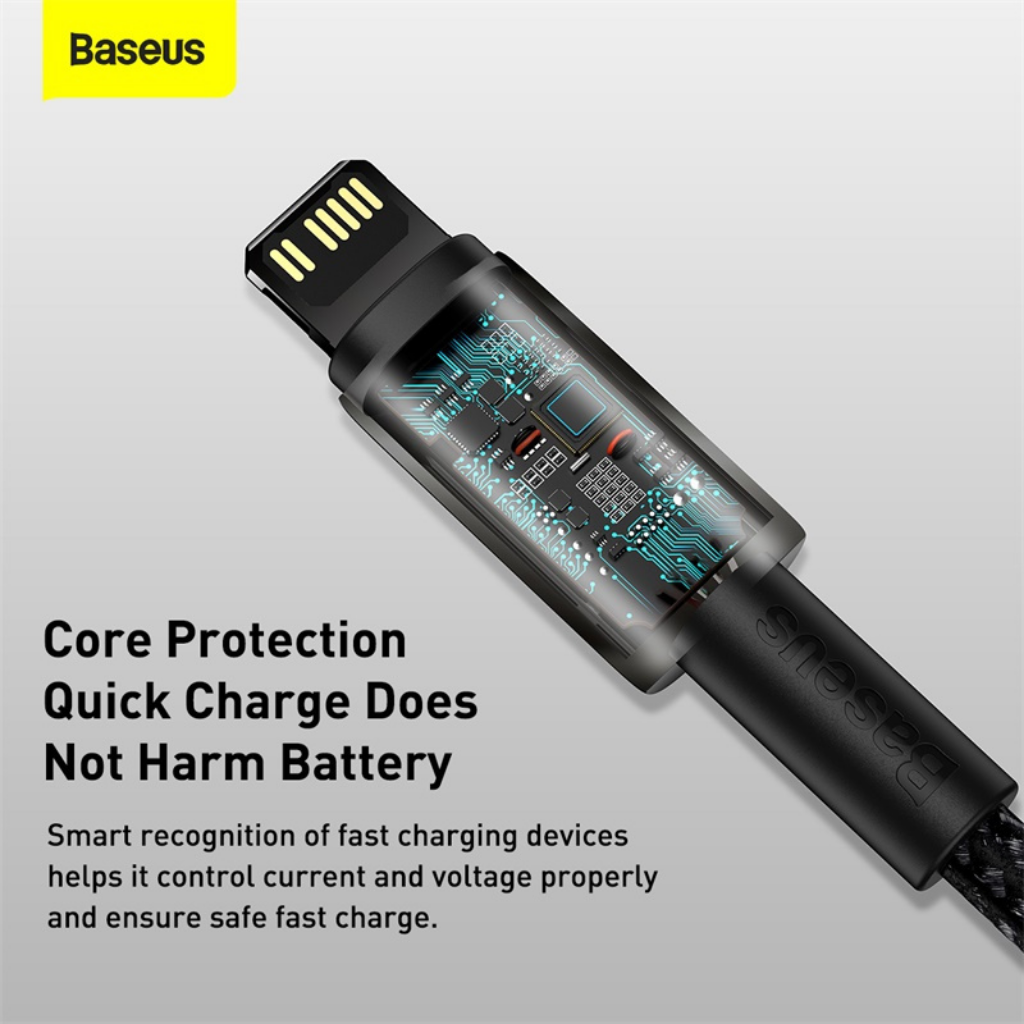 Baseus
Baseus
Core Protection
Quick Charge Does
Not Harm Battery
Smart recognition of fast charging devices
helps it control current and voltage properly
and ensure safe fast charge.